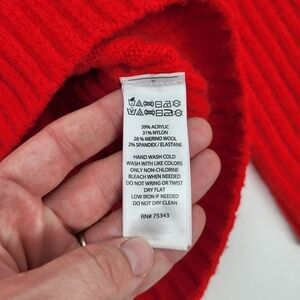 39% ACRYLIC
31% NYLON
28 % MERINO WOOL
2% SPANDEX / ELASTANE
HAND WASH COLD
WASH WITH LIKE COLORS
ONLY NON-CHLORINE
BLEACH WHEN NEEDED
DO NOT WRING OR TWIST
DRY FLAT
LOW IRON IF NEEDED
DO NOT DRY CLEAN
RN# 75343